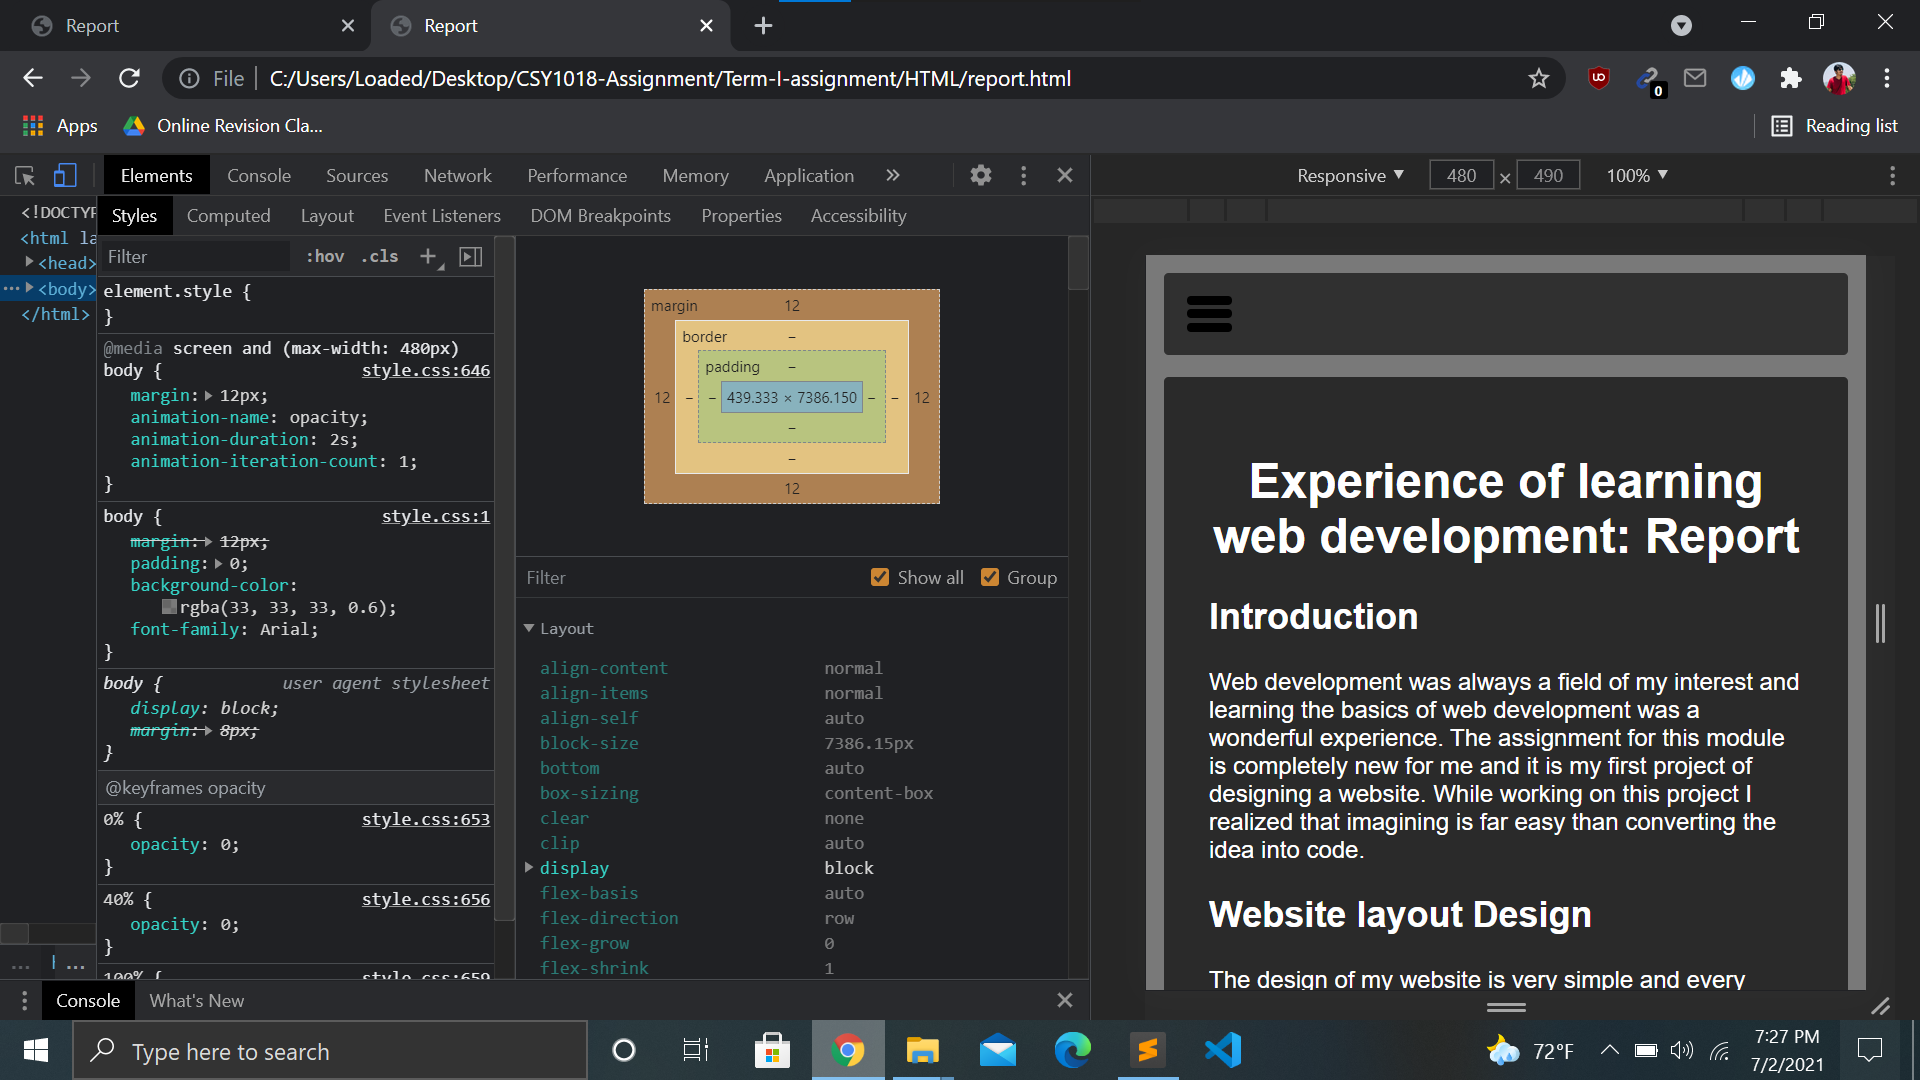 Report
Report
File
C:/Users/Loaded/Desktop/CSY1018-Assignment/Term-I-assignment/HTML/report.html
0
Apps
Online Revision Cla...
Reading list
Elements Console Sources Network Performance Memory Application
Responsive 480 × 490 100%
Styles Computed Layout Event Listeners DOM Breakpoints Properties Accessibility
<!DOCTYP
<html la
<head>
<body>
</html>
Filter :hov .cls
element.style {
}
@media screen and (max-width: 480px)
body { style.css:646
margin: 12px;
animation-name: opacity;
animation-duration: 2s;
animation-iteration-count: 1;
}
body { style.css:1
margin: 12px;
padding: 0;
background-color:
rgba(33, 33, 33, 0.6);
font-family: Arial;
}
body { user agent stylesheet
display: block;
margin: 8px;
}
@keyframes opacity
0% { style.css:653
opacity: 0;
}
40% { style.css:656
opacity: 0;
}
100% { style.css:659
margin 12
border –
padding –
12 – – 439.333 × 7386.150 – – 12
–
–
12
Filter Show all Group
Layout
align-content normal
align-items normal
align-self auto
block-size 7386.15px
bottom auto
box-sizing content-box
clear none
clip auto
display block
flex-basis auto
flex-direction row
flex-grow 0
flex-shrink 1
Experience of learning
web development: Report
Introduction
Web development was always a field of my interest and
learning the basics of web development was a
wonderful experience. The assignment for this module
is completely new for me and it is my first project of
designing a website. While working on this project I
realized that imagining is far easy than converting the
idea into code.
Website layout Design
The design of my website is very simple and every
Console What's New
Type here to search
72°F
7:27 PM
7/2/2021